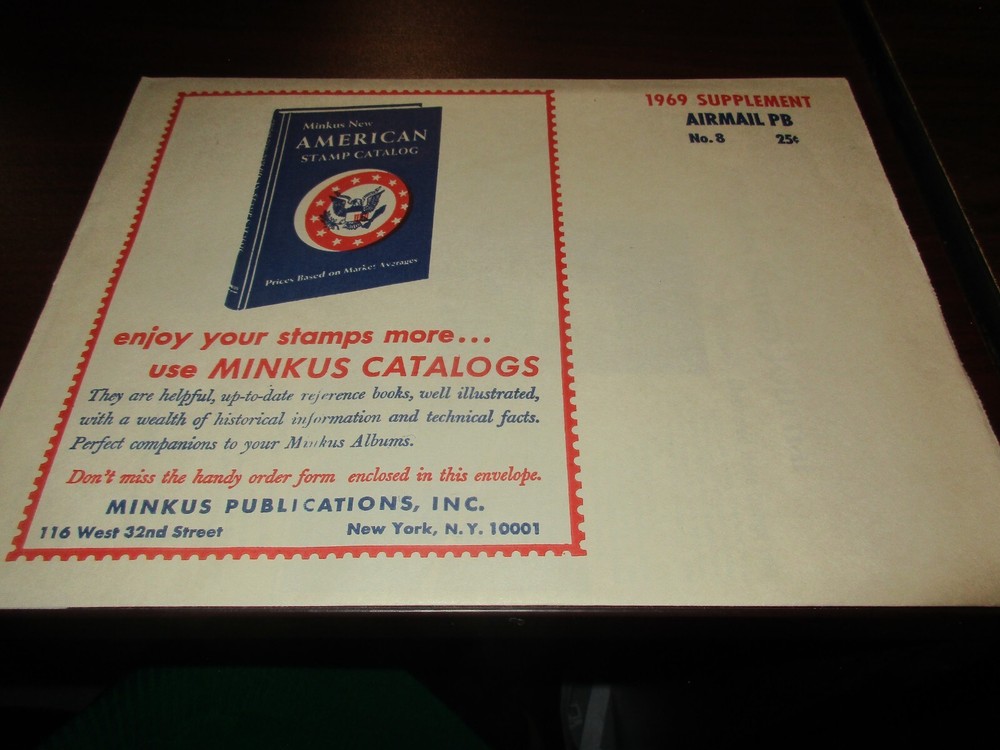 1969 SUPPLEMENT
AIRMAIL PB
No. 8 25¢
Minkus New
AMERICAN
STAMP CATALOG
Prices Based on Market Averages
enjoy your stamps more...
use MINKUS CATALOGS
They are helpful, up-to-date reference books, well illustrated,
with a wealth of historical information and technical facts.
Perfect companions to your Minkus Albums.
Don't miss the handy order form enclosed in this envelope.
MINKUS PUBLICATIONS, INC.
116 West 32nd Street New York, N.Y. 10001